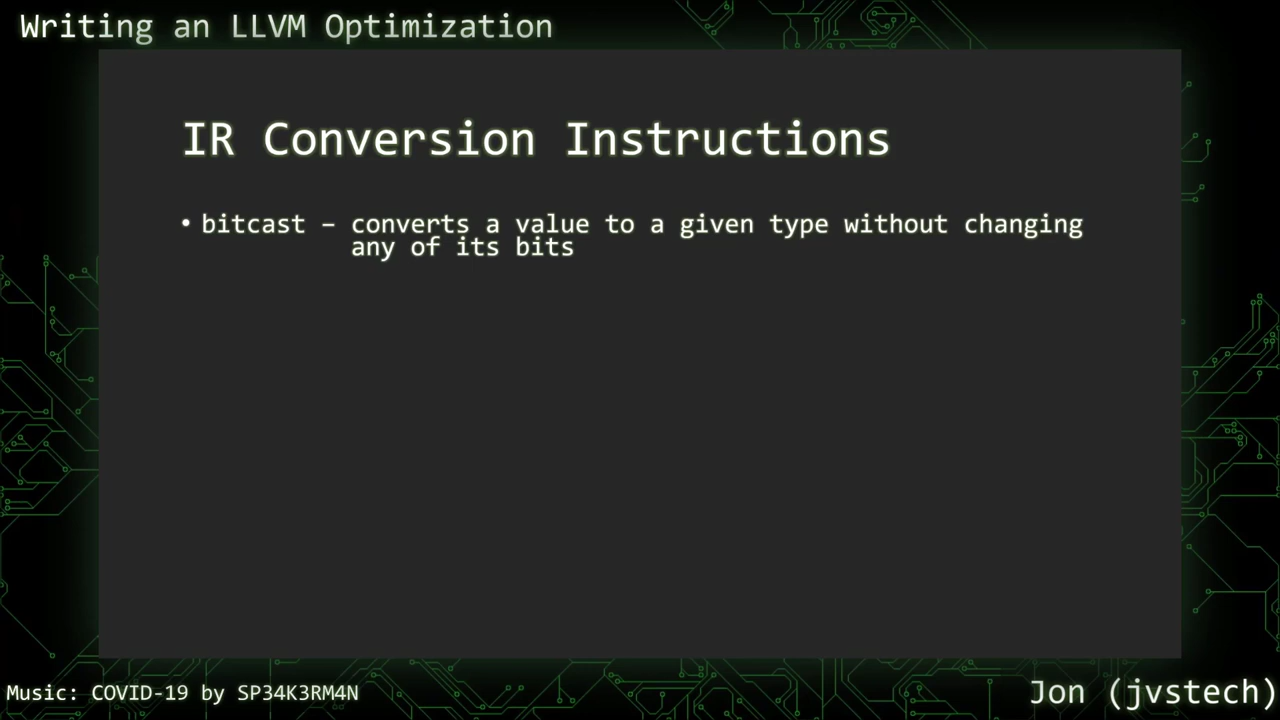 Writing an LLVM Optimization
IR Conversion Instructions
• bitcast – converts a value to a given type without changing
any of its bits
Music: COVID-19 by SP34K3RM4N
Jon (jvstech)